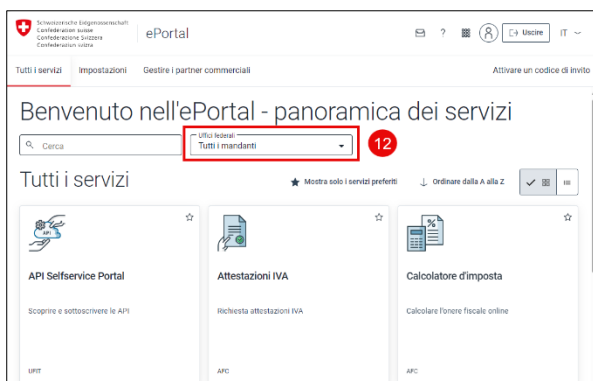 Schweizerische Eidgenossenschaft
Confédération suisse
Confederazione Svizzera
Confederaziun svizra
ePortal
?
Uscire
IT
Tutti i servizi
Impostazioni
Gestire i partner commerciali
Attivare un codice di invito
Benvenuto nell'ePortal - panoramica dei servizi
Cerca
Uffici federali
Tutti i mandanti
12
Tutti i servizi
Mostra solo i servizi preferiti
Ordinare dalla A alla Z
API
API Selfservice Portal
Scoprire e sottoscrivere le API
UFIT
Attestazioni IVA
Richiesta attestazioni IVA
AFC
%
Calcolatore d'imposta
Calcolare l'onere fiscale online
AFC